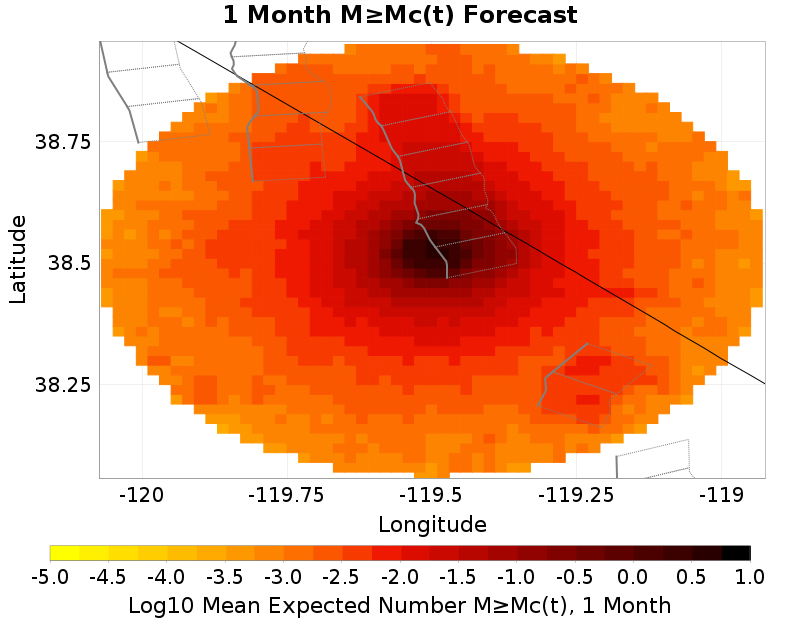 1 Month M≥Mc(t) Forecast
Latitude
38.75
38.5
38.25
-120
-119.75
-119.5
-119.25
-119
Longitude
-5.0 -4.5 -4.0 -3.5 -3.0 -2.5 -2.0 -1.5 -1.0 -0.5 0.0 0.5 1.0
Log10 Mean Expected Number M≥Mc(t), 1 Month